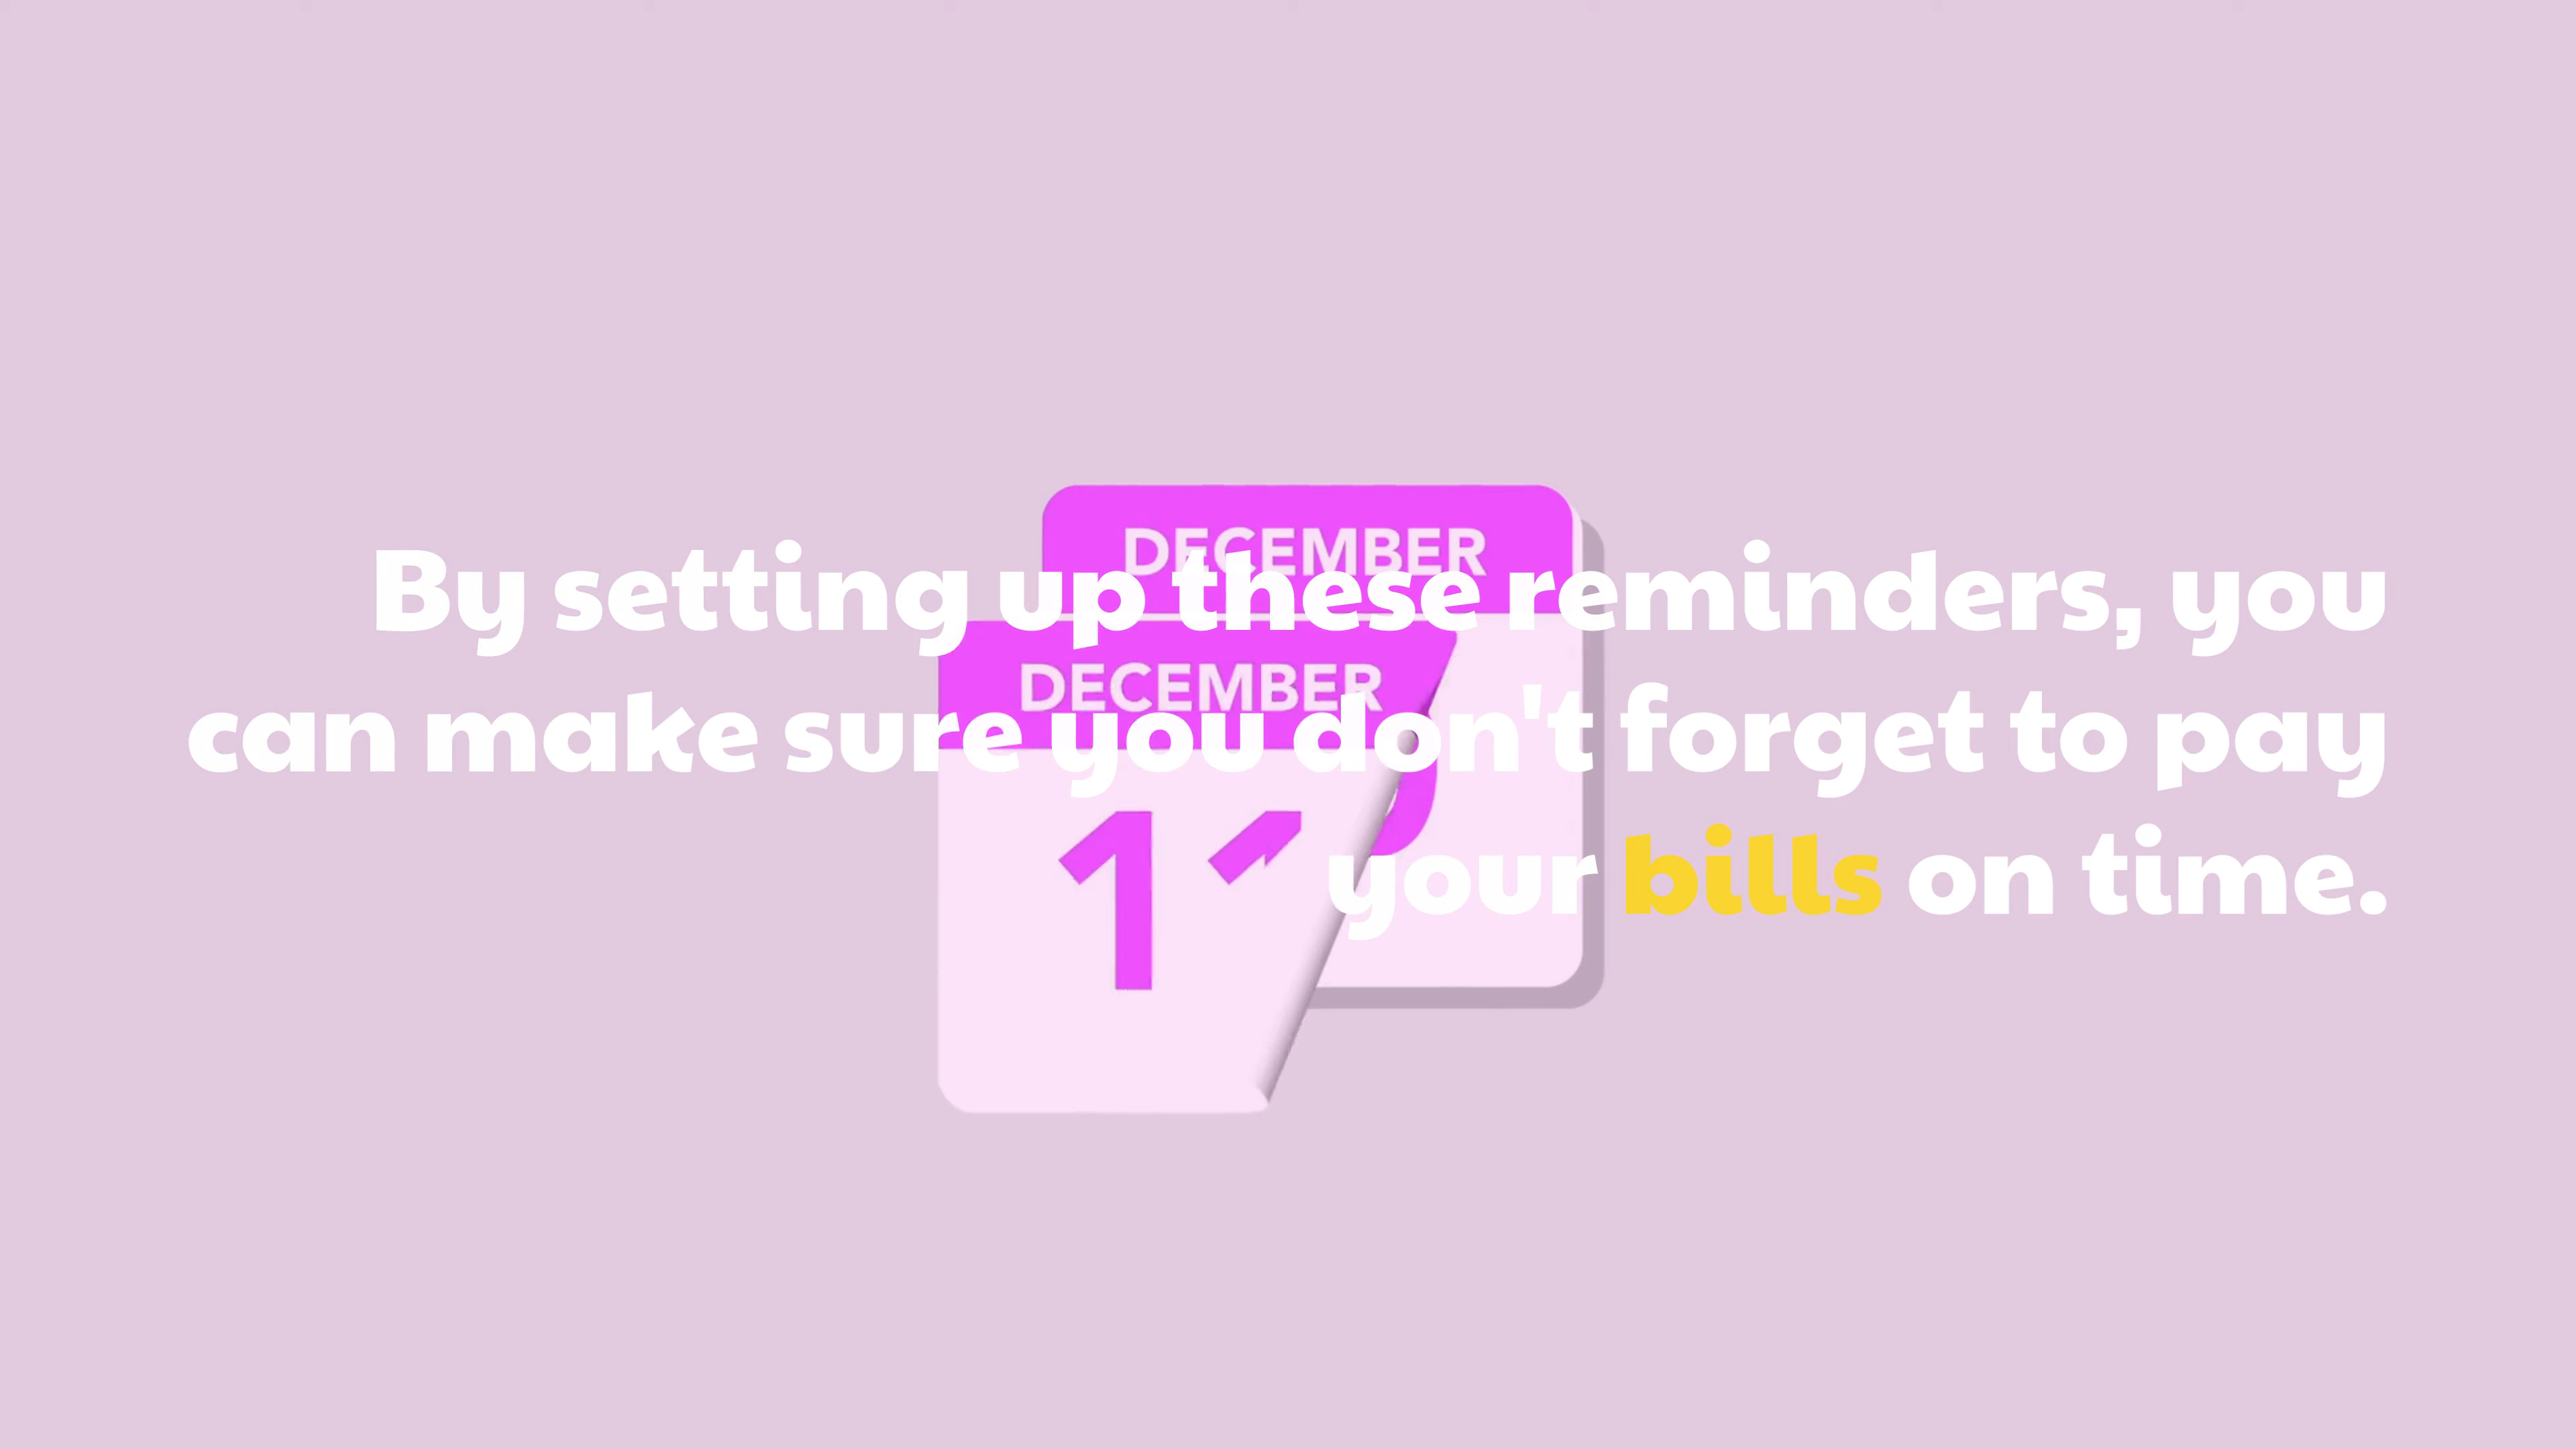 DECEMBER
By setting up these reminders, you
DECEMBER
can make sure you don't forget to pay
your bills on time.